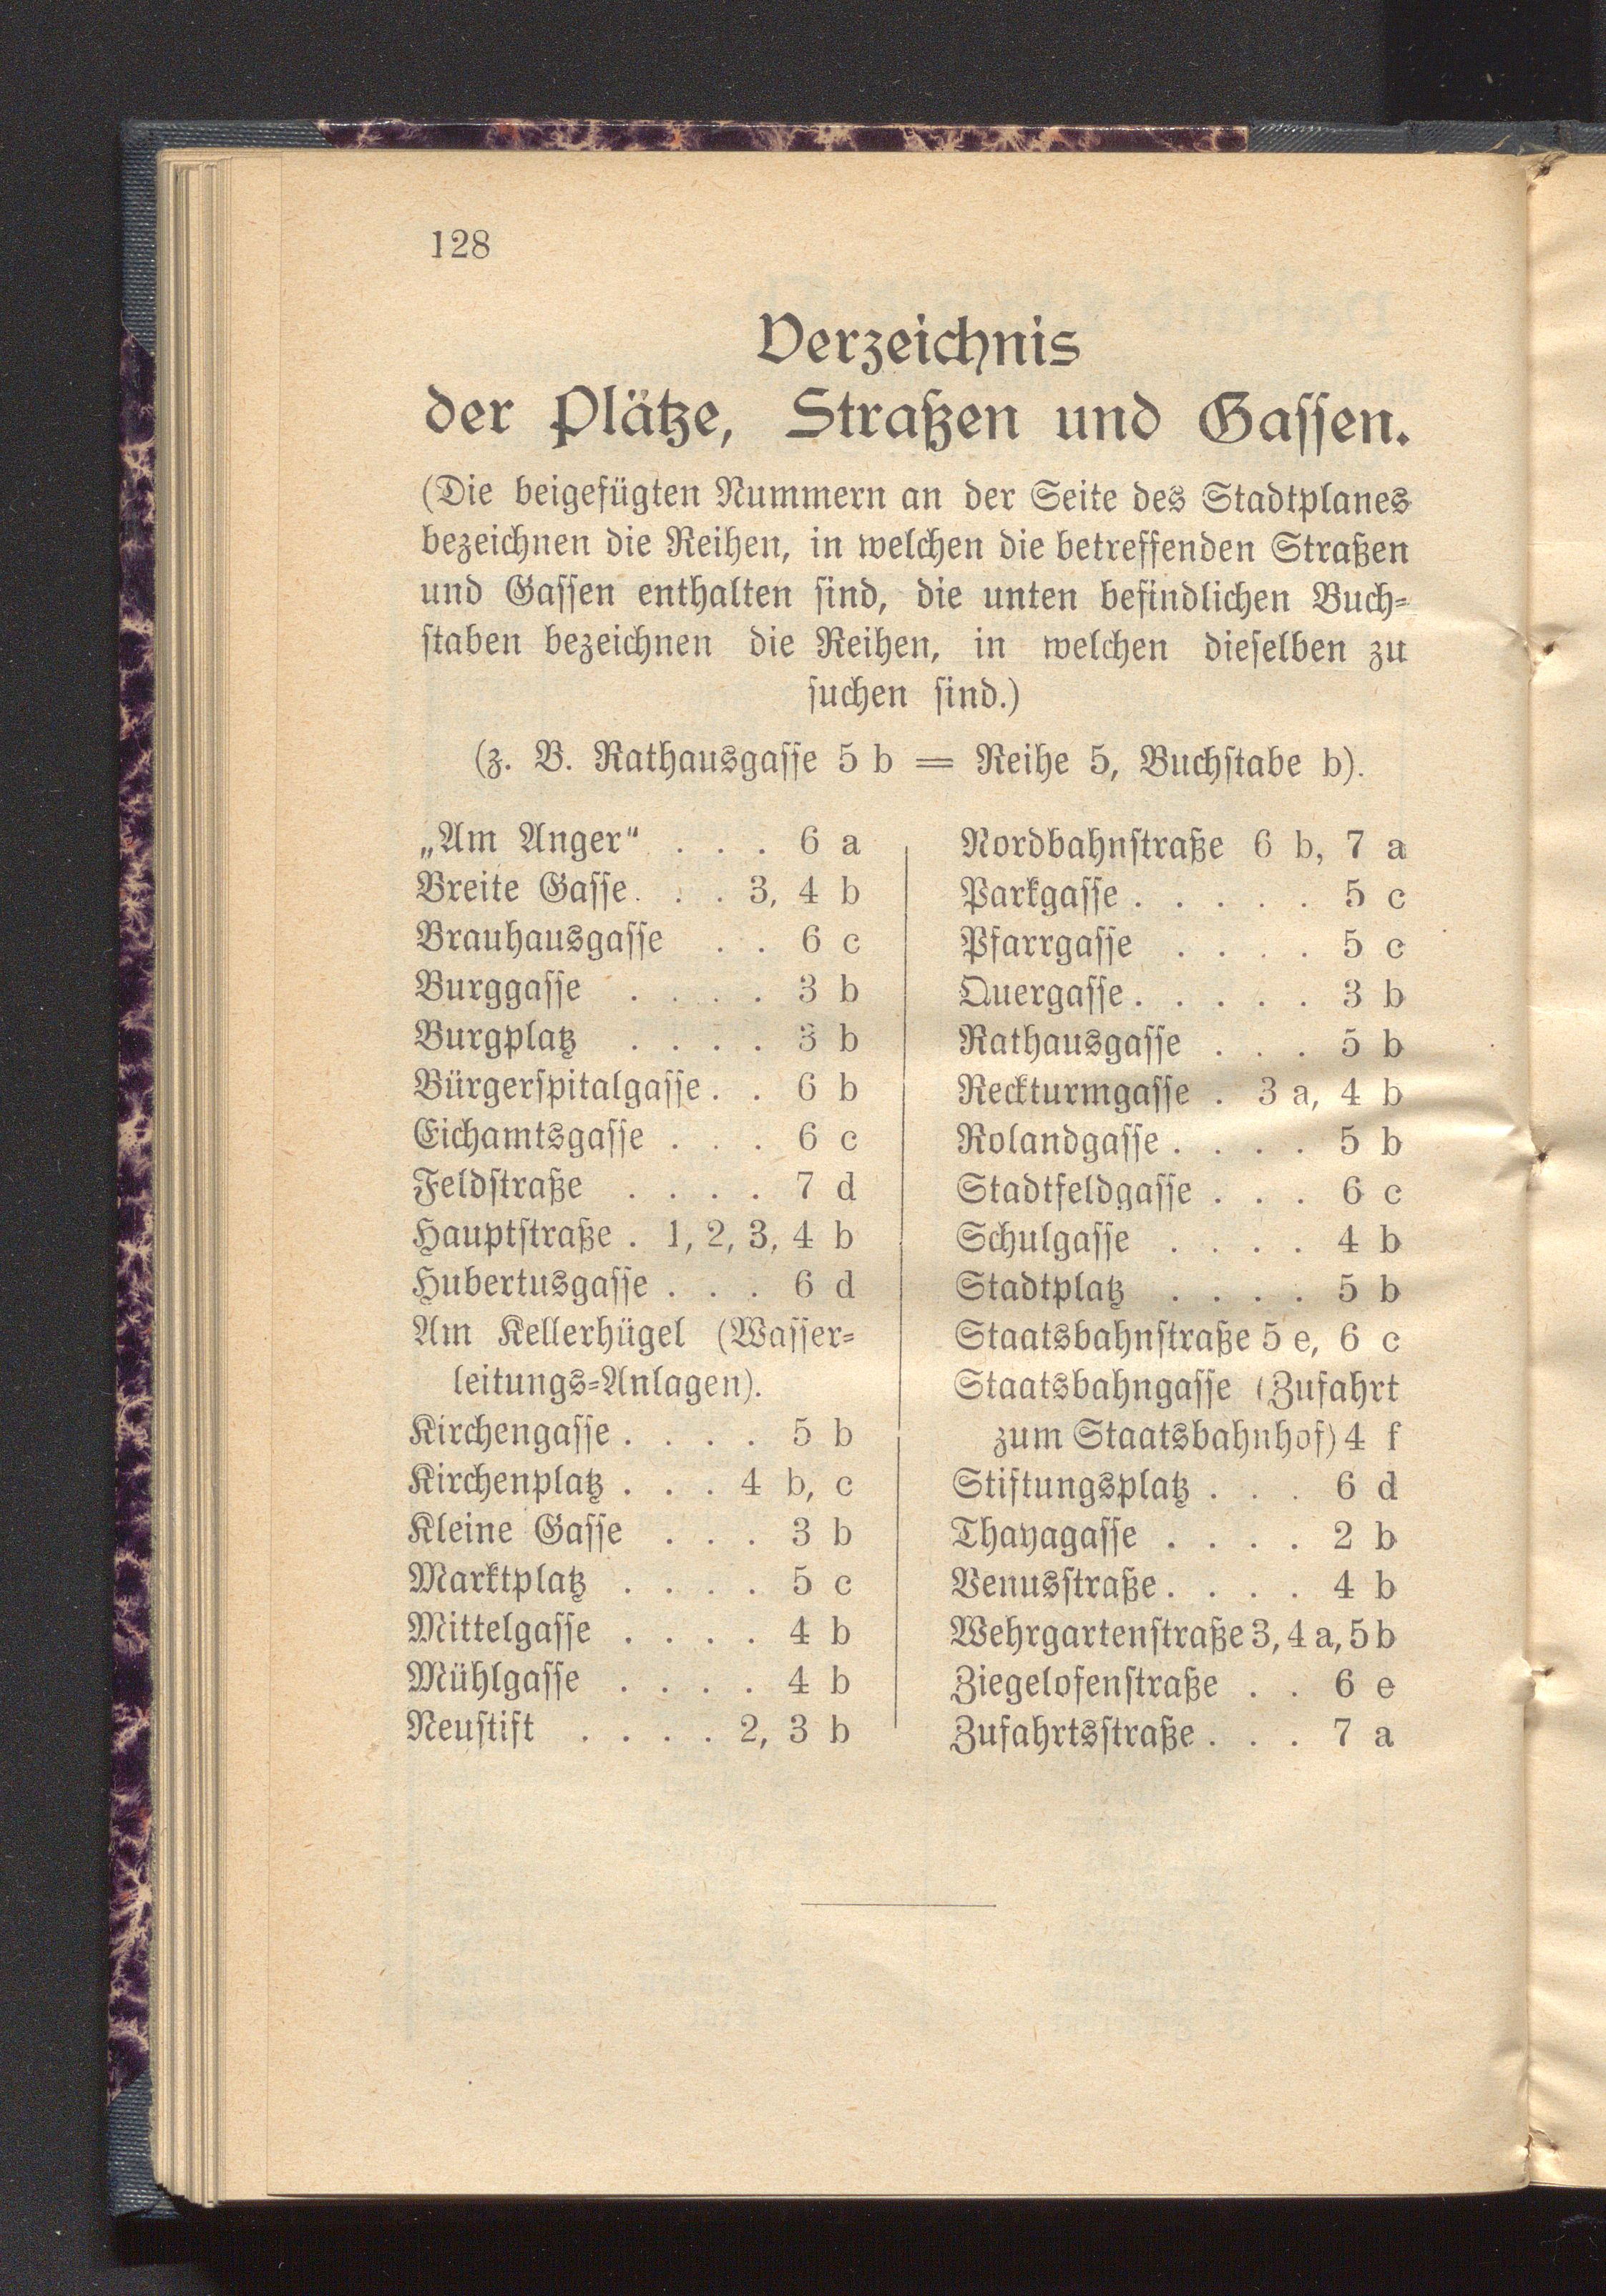 128
Verzeichnis
der Plätze, Straßen und Gassen.
(Die beigefügten Nummern an der Seite des Stadtplanes
bezeichnen die Reihen, in welchen die betreffenden Straßen
und Gassen enthalten sind, die unten befindlichen Buch-
staben bezeichnen die Reihen, in welchen dieselben zu
suchen sind.)
(z. B. Rathausgasse 5 b = Reihe 5, Buchstabe b).
„Am Anger“ . . . 6 a
Breite Gasse . . . 3, 4 b
Brauhausgasse . . 6 c
Burggasse . . . . 3 b
Burgplatz . . . . 3 b
Bürgerspitalgasse . . 6 b
Eichamtsgasse . . . 6 c
Feldstraße . . . . 7 d
Hauptstraße . 1, 2, 3, 4 b
Hubertusgasse . . . 6 d
Am Kellerhügel (Wasser-
leitungs-Anlagen).
Kirchengasse . . . . 5 b
Kirchenplatz . . . 4 b, c
Kleine Gasse . . . 3 b
Marktplatz . . . . 5 c
Mittelgasse . . . . 4 b
Mühlgasse . . . . 4 b
Neustift . . . . 2, 3 b
Nordbahnstraße 6 b, 7 a
Parkgasse . . . . . 5 c
Pfarrgasse . . . . 5 c
Quergasse . . . . . 3 b
Rathausgasse . . . 5 b
Reckturmgasse . 3 a, 4 b
Rolandgasse . . . . 5 b
Stadtfeldgasse . . . 6 c
Schulgasse . . . . 4 b
Stadtplatz . . . . 5 b
Staatsbahnstraße 5 e, 6 c
Staatsbahngasse (Zufahrt
zum Staatsbahnhof) 4 f
Stiftungsplatz . . . 6 d
Thayagasse . . . . 2 b
Venusstraße . . . . 4 b
Wehrgartenstraße 3, 4 a, 5 b
Ziegelofenstraße . . 6 e
Zufahrtsstraße . . . 7 a